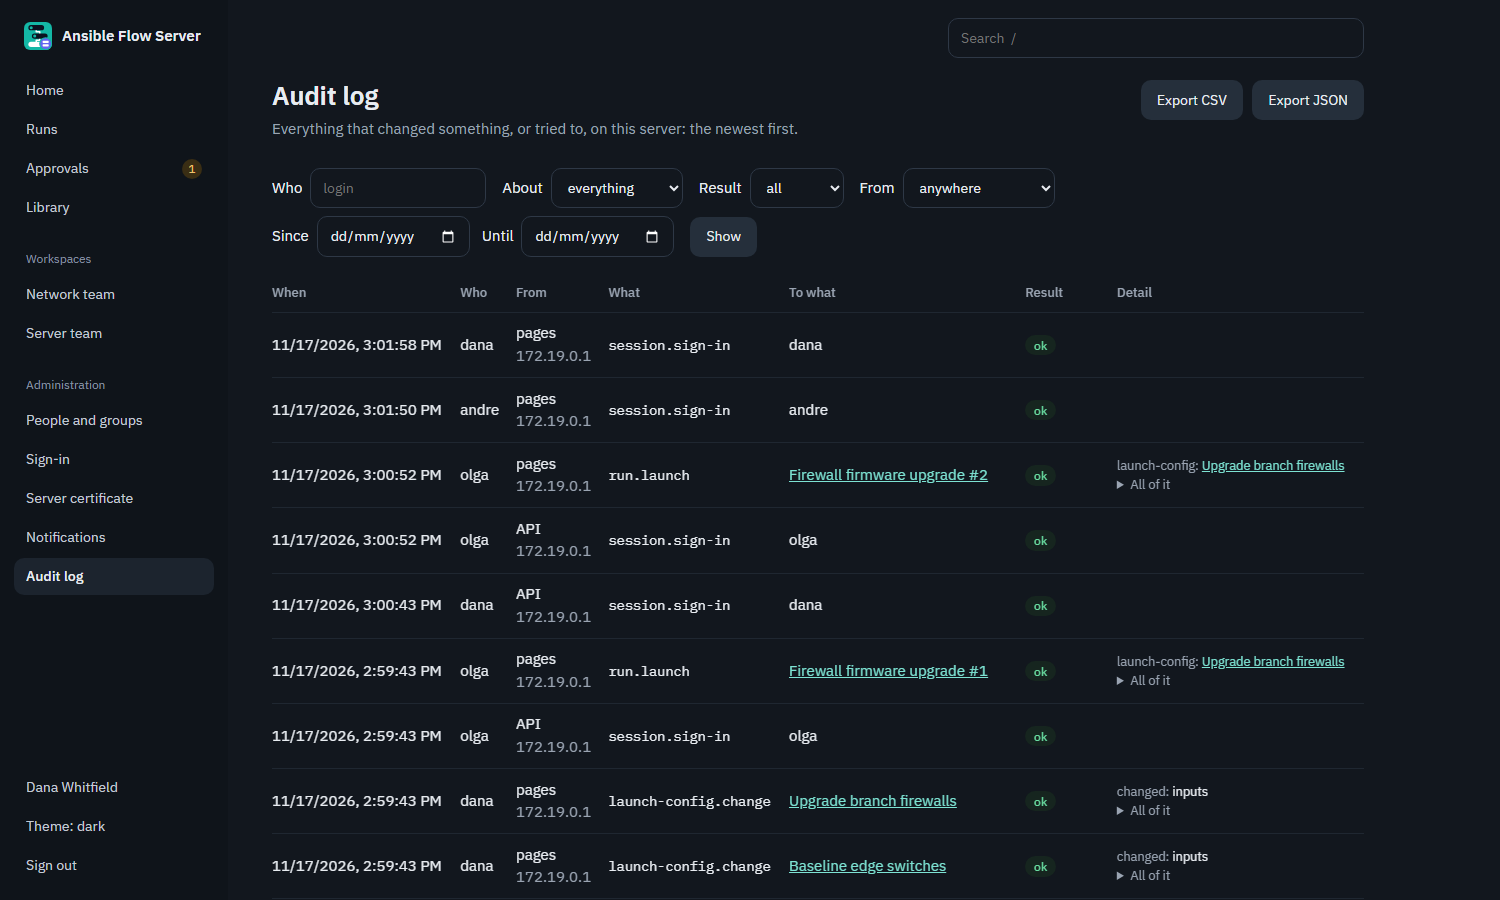 Ansible Flow Server
Search /
Home
Runs
Approvals 1
Library
Workspaces
Network team
Server team
Administration
People and groups
Sign-in
Server certificate
Notifications
Audit log
Dana Whitfield
Theme: dark
Sign out
Audit log
Export CSV Export JSON
Everything that changed something, or tried to, on this server: the newest first.
Who login About everything Result all From anywhere
Since dd/mm/yyyy Until dd/mm/yyyy Show
When Who From What To what Result Detail
11/17/2026, 3:01:58 PM dana pages 172.19.0.1 session.sign-in dana ok
11/17/2026, 3:01:50 PM andre pages 172.19.0.1 session.sign-in andre ok
11/17/2026, 3:00:52 PM olga pages 172.19.0.1 run.launch Firewall firmware upgrade #2 ok launch-config: Upgrade branch firewalls
All of it
11/17/2026, 3:00:52 PM olga API 172.19.0.1 session.sign-in olga ok
11/17/2026, 3:00:43 PM dana API 172.19.0.1 session.sign-in dana ok
11/17/2026, 2:59:43 PM olga pages 172.19.0.1 run.launch Firewall firmware upgrade #1 ok launch-config: Upgrade branch firewalls
All of it
11/17/2026, 2:59:43 PM olga API 172.19.0.1 session.sign-in olga ok
11/17/2026, 2:59:43 PM dana pages 172.19.0.1 launch-config.change Upgrade branch firewalls ok changed: inputs
All of it
11/17/2026, 2:59:43 PM dana pages 172.19.0.1 launch-config.change Baseline edge switches ok changed: inputs
All of it